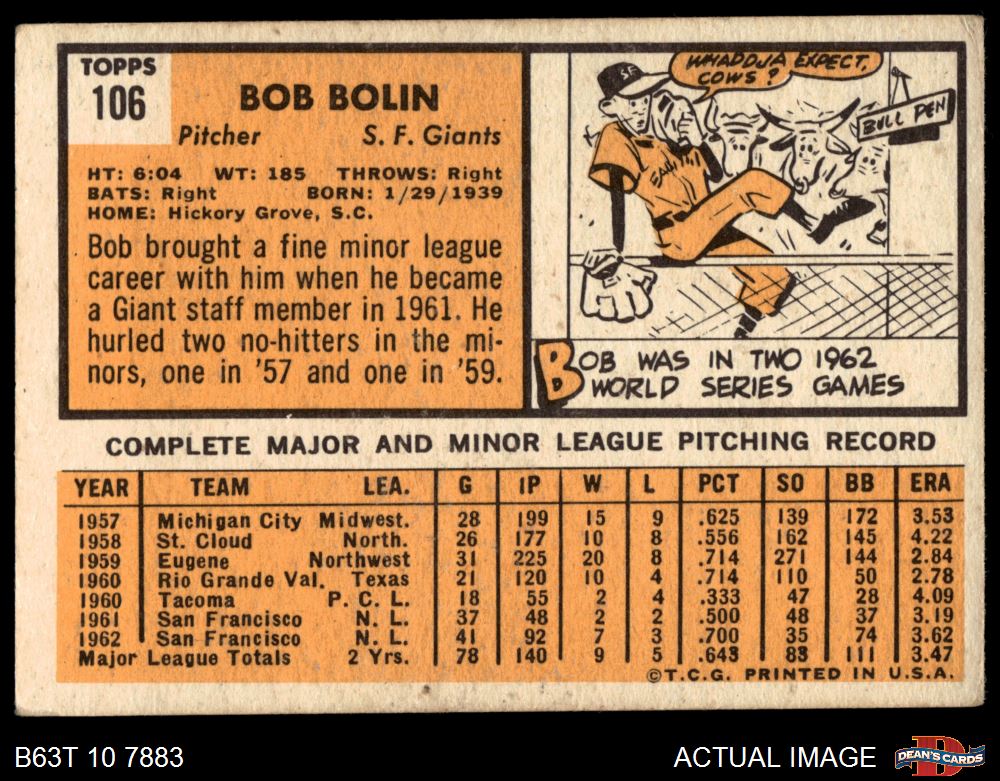 TOPPS
106
BOB BOLIN
Pitcher S. F. Giants
HT: 6:04 WT: 185 THROWS: Right
BATS: Right BORN: 1/29/1939
HOME: Hickory Grove, S.C.
Bob brought a fine minor league
career with him when he became
a Giant staff member in 1961. He
hurled two no-hitters in the mi-
nors, one in '57 and one in '59.
WHADDJA EXPECT,
COWS?
SF
BULL PEN
BOB WAS IN TWO 1962
WORLD SERIES GAMES
COMPLETE MAJOR AND MINOR LEAGUE PITCHING RECORD
YEAR TEAM LEA. G IP W L PCT SO BB ERA
1957 Michigan City Midwest. 28 199 15 9 .625 139 172 3.53
1958 St. Cloud North. 26 177 10 8 .556 162 145 4.22
1959 Eugene Northwest 31 225 20 8 .714 271 144 2.84
1960 Rio Grande Val. Texas 21 120 10 4 .714 110 50 2.78
1960 Tacoma P. C. L. 18 55 2 4 .333 47 28 4.09
1961 San Francisco N. L. 37 48 2 2 .500 48 37 3.19
1962 San Francisco N. L. 41 92 7 3 .700 35 74 3.62
Major League Totals 2 Yrs. 78 140 9 5 .643 83 111 3.47
©T.C.G. PRINTED IN U.S.A.
B63T 10 7883
ACTUAL IMAGE
DEAN'S CARDS